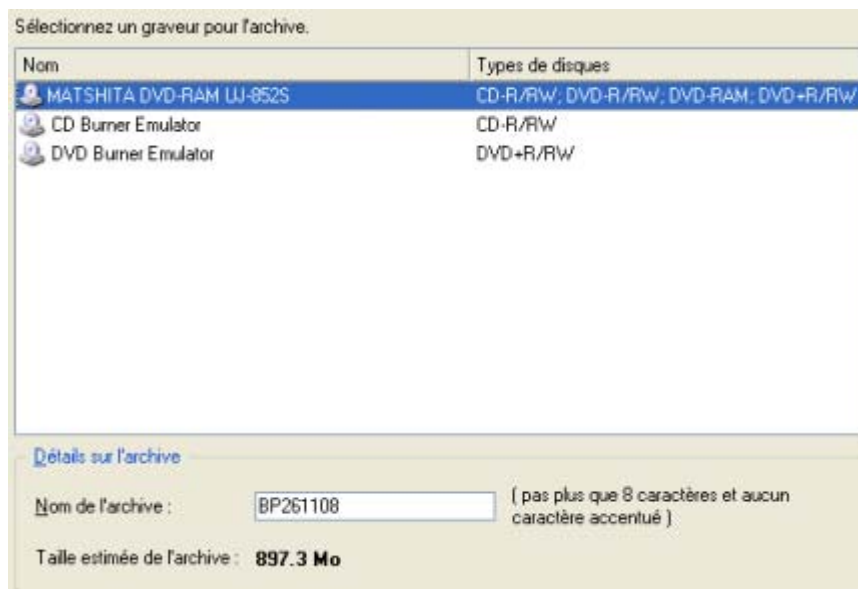 Sélectionnez un graveur pour l'archive.
Nom Types de disques
MATSHITA DVD-RAM UJ-852S CD-R/RW; DVD-R/RW; DVD-RAM; DVD+R/RW
CD Burner Emulator CD-R/RW
DVD Burner Emulator DVD+R/RW
Détails sur l'archive
Nom de l'archive : BP261108 ( pas plus que 8 caractères et aucun
caractère accentué )
Taille estimée de l'archive : 897.3 Mo